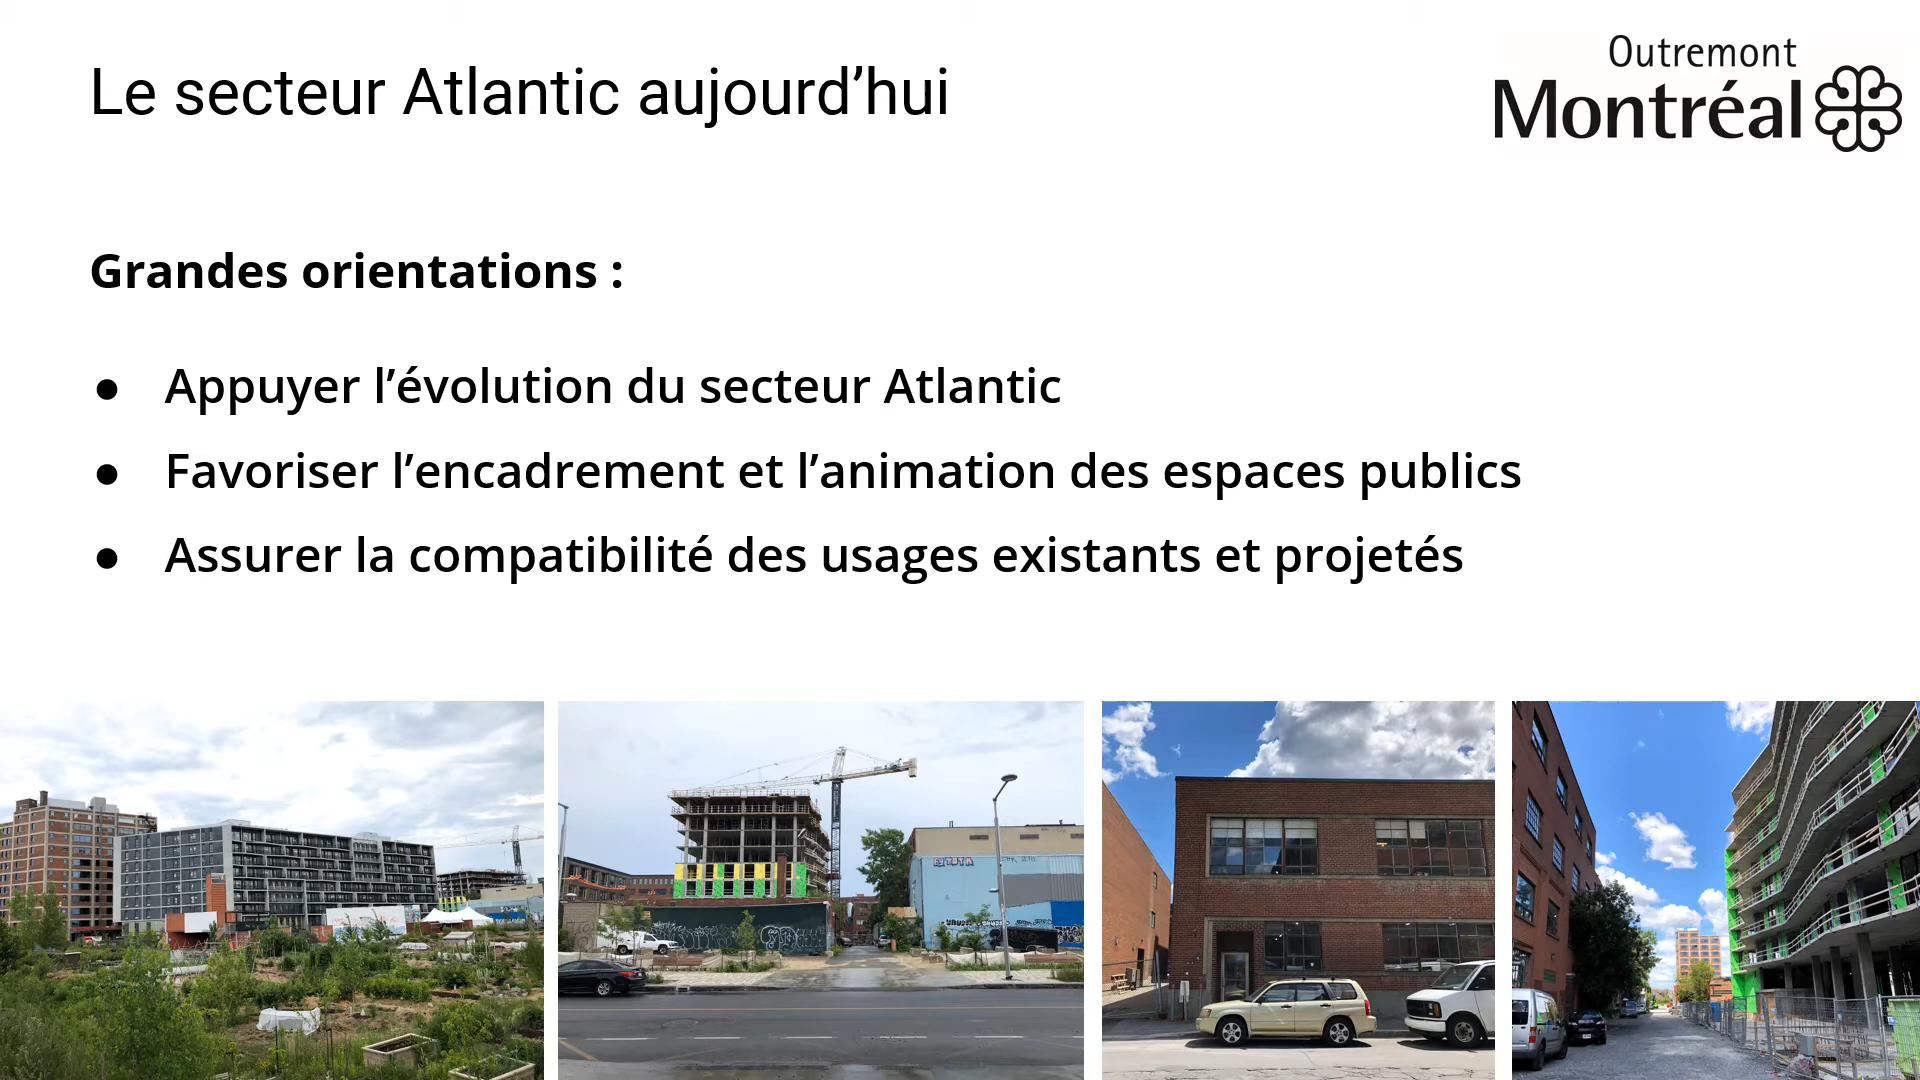 Le secteur Atlantic aujourd’hui
Outremont
Montréal
Grandes orientations :
● Appuyer l’évolution du secteur Atlantic
● Favoriser l’encadrement et l’animation des espaces publics
● Assurer la compatibilité des usages existants et projetés